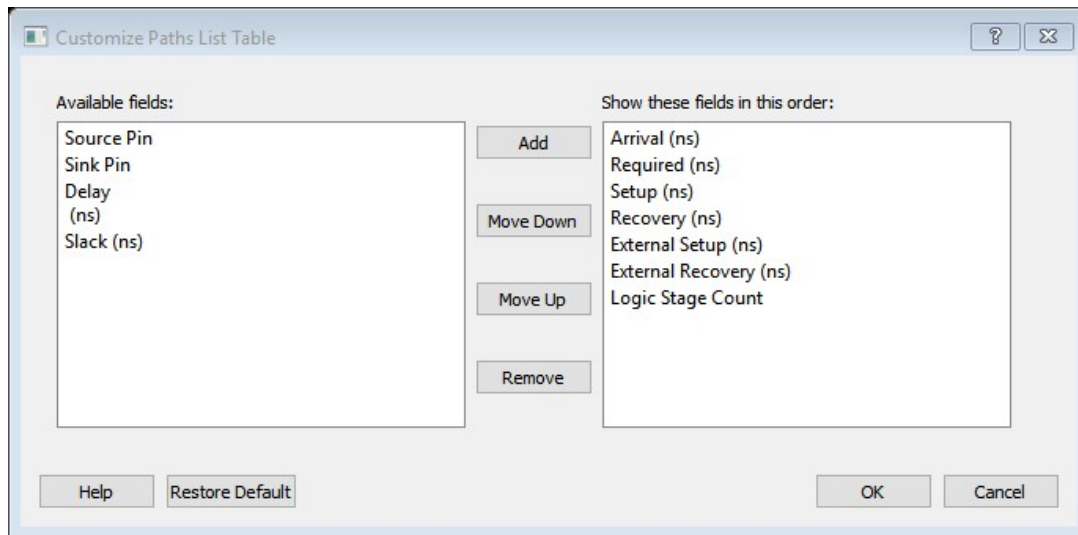 Customize Paths List Table
Available fields:
Source Pin
Sink Pin
Delay
(ns)
Slack (ns)
Add
Move Down
Move Up
Remove
Show these fields in this order:
Arrival (ns)
Required (ns)
Setup (ns)
Recovery (ns)
External Setup (ns)
External Recovery (ns)
Logic Stage Count
Help
Restore Default
OK
Cancel